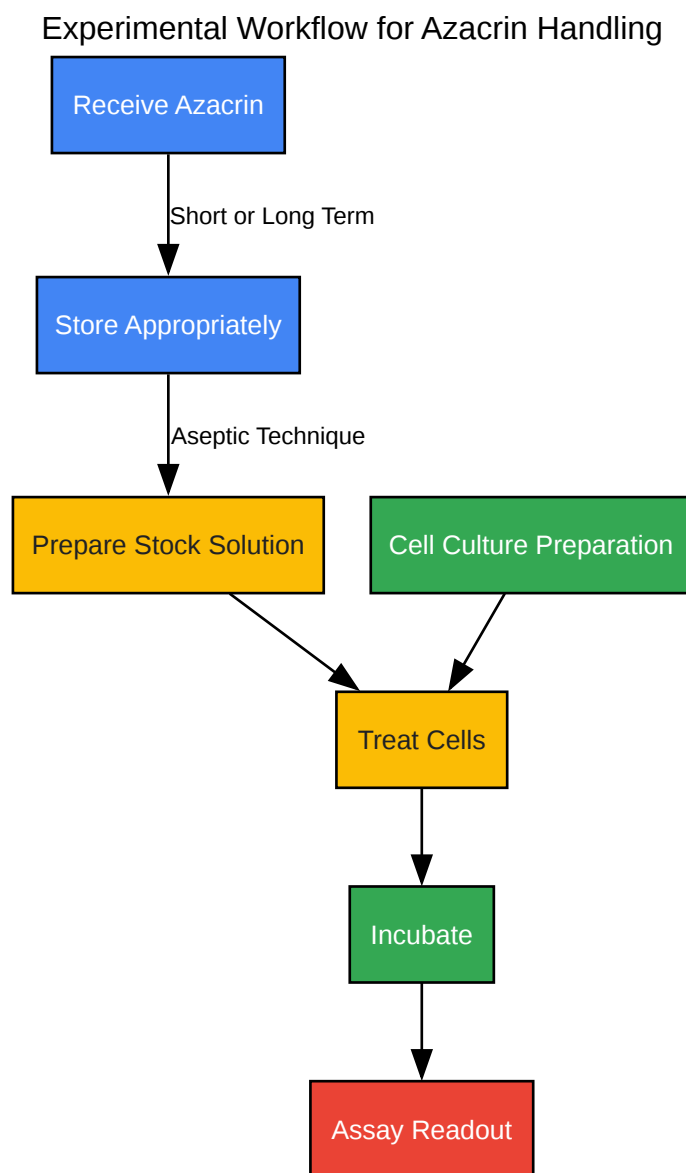 Experimental Workflow for Azacrin Handling
Receive Azacrin
Short or Long Term
Store Appropriately
Aseptic Technique
Prepare Stock Solution
Cell Culture Preparation
Treat Cells
Incubate
Assay Readout